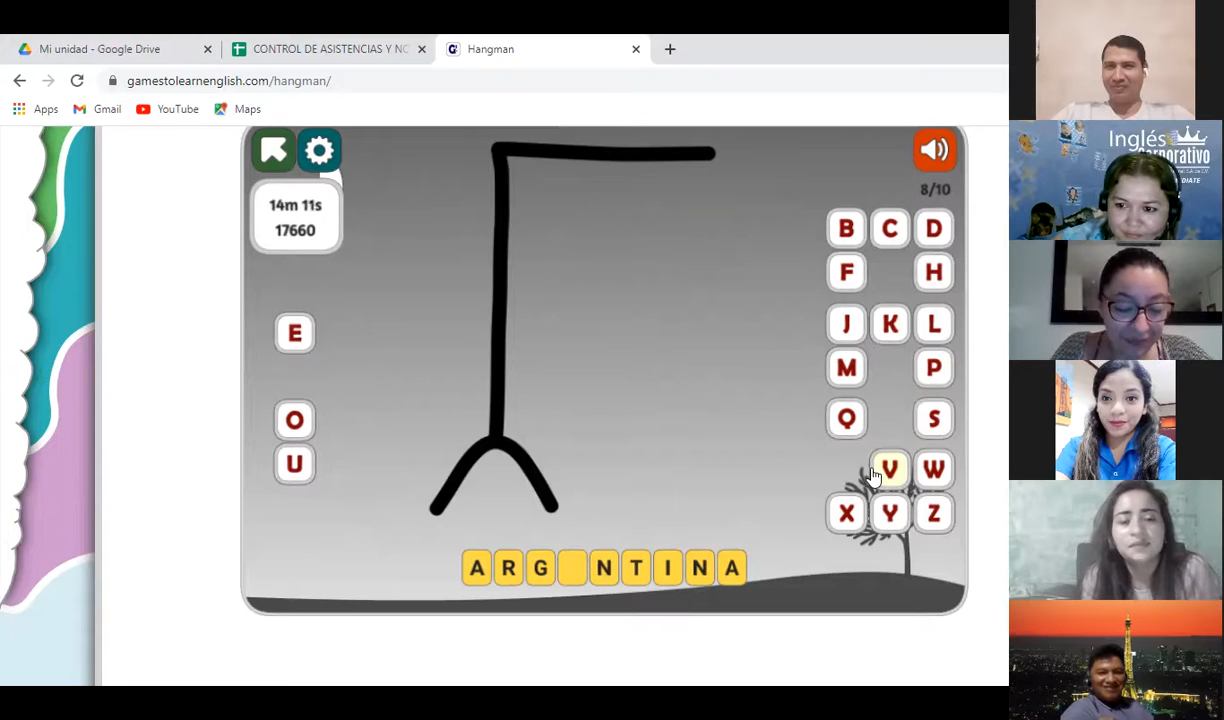 Mi unidad - Google Drive
CONTROL DE ASISTENCIAS Y NO
Hangman
gamestolearnenglish.com/hangman/
Apps
Gmail
YouTube
Maps
14m 11s
17660
8/10
E
O
U
B C D
F H
J K L
M P
Q S
V W
X Y Z
A R G N T I N A
Inglés
Corporativo